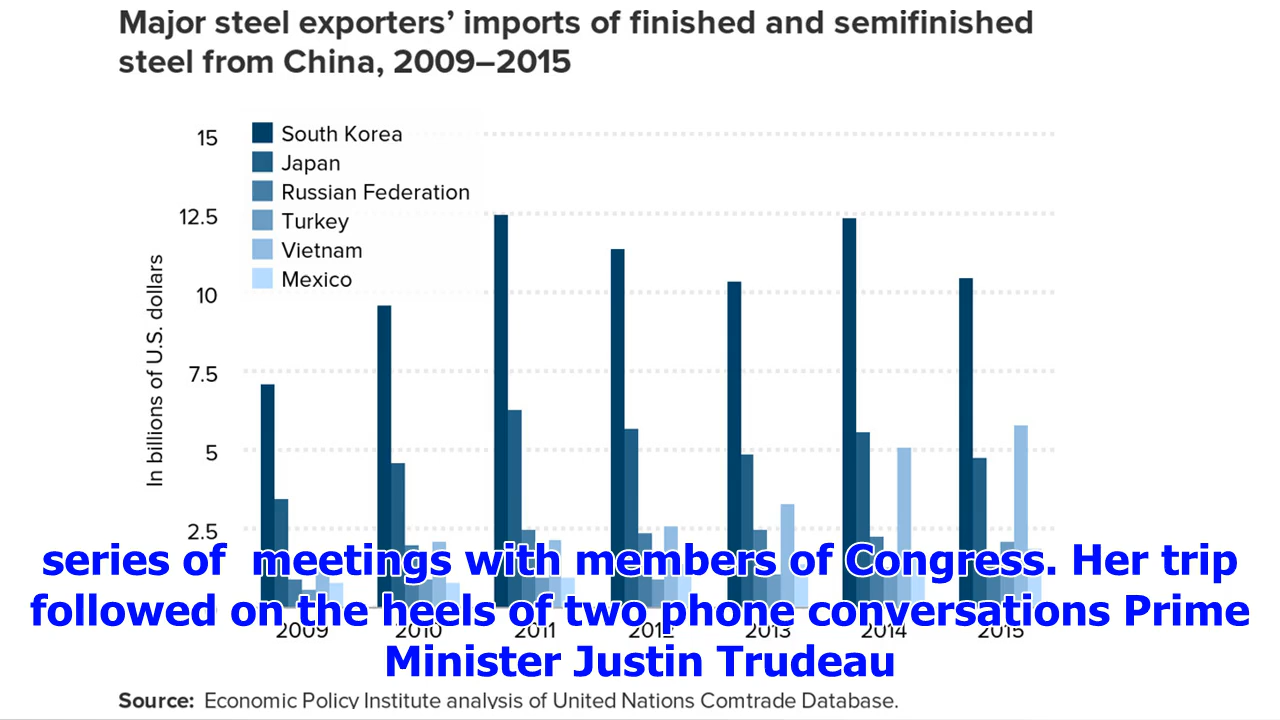 Major steel exporters’ imports of finished and semifinished
steel from China, 2009–2015
South Korea
Japan
Russian Federation
Turkey
Vietnam
Mexico
In billions of U.S. dollars
15
12.5
10
7.5
5
2.5
2009 2010 2011 2012 2013 2014 2015
series of  meetings with members of Congress. Her trip
followed on the heels of two phone conversations Prime
Minister Justin Trudeau
Source: Economic Policy Institute analysis of United Nations Comtrade Database.